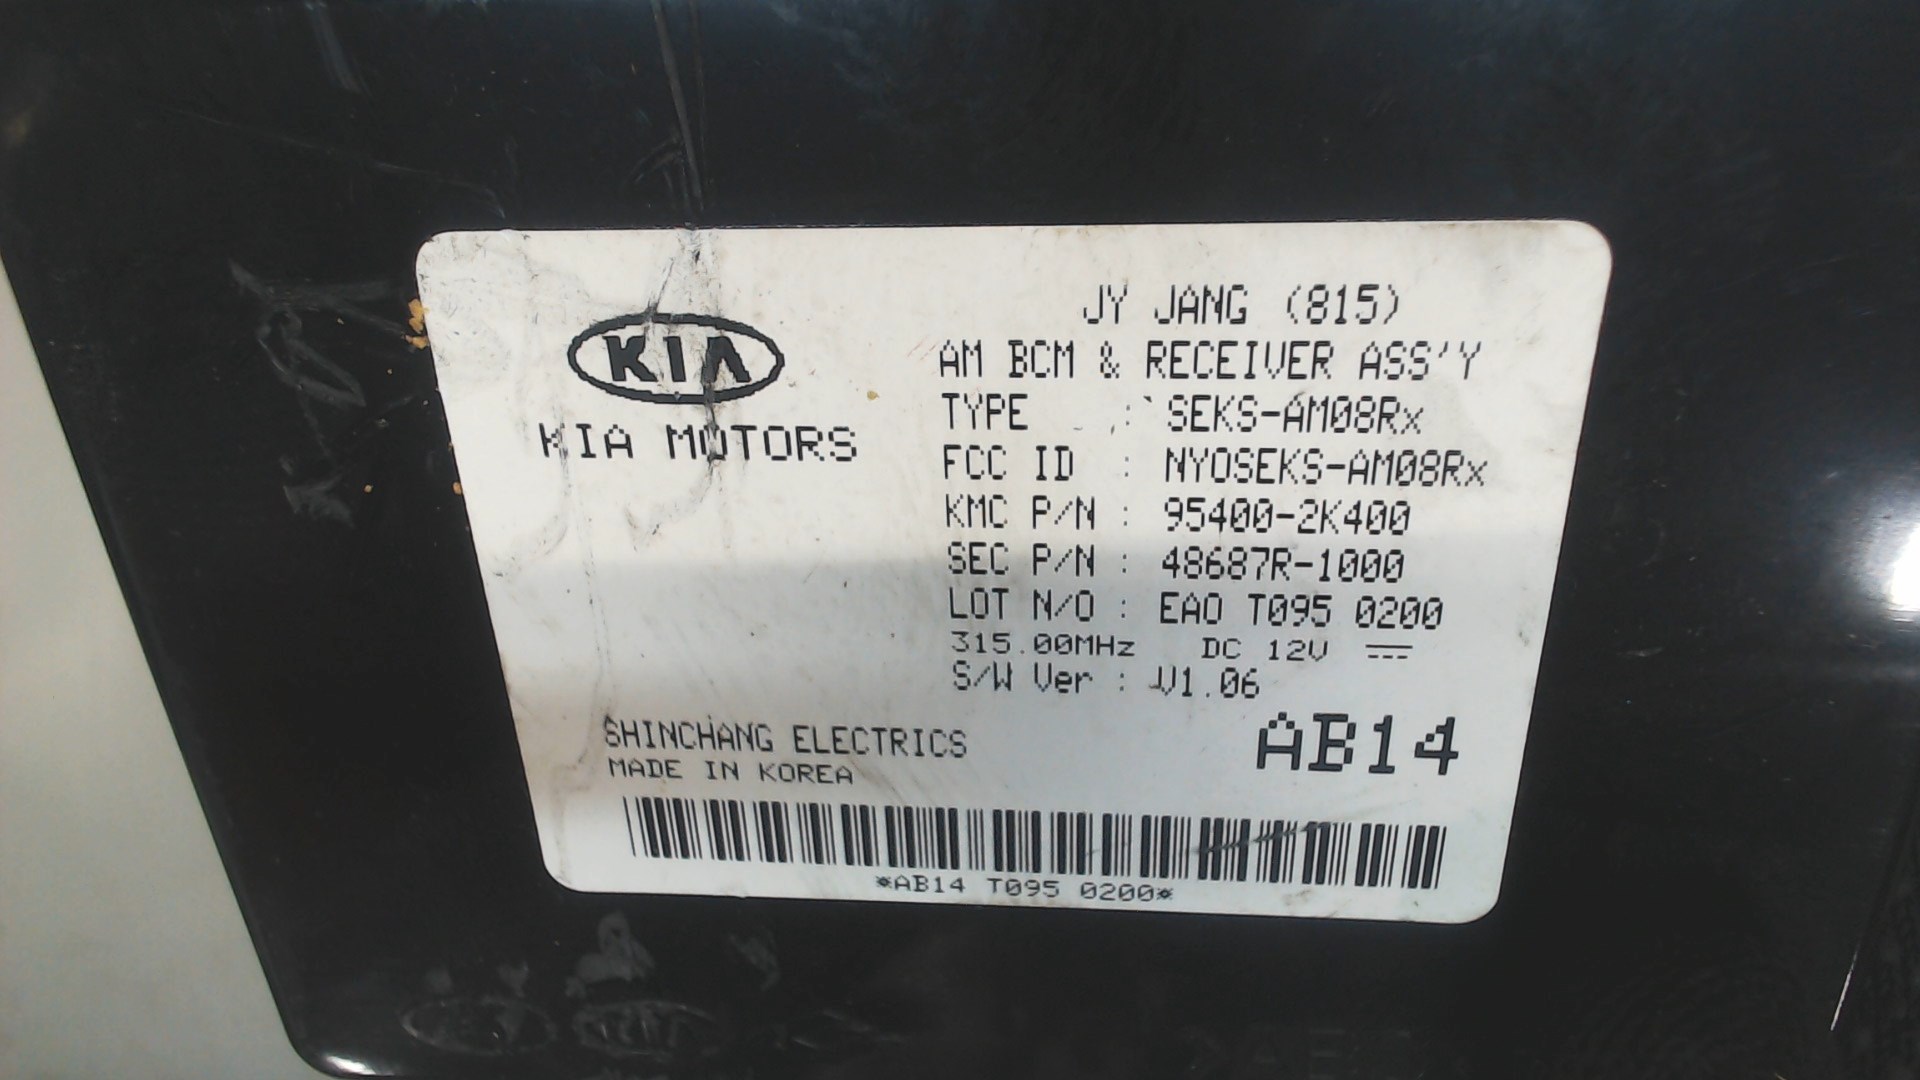 KIA
KIA MOTORS
JY JANG (815)
AM BCM & RECEIVER ASS'Y
TYPE : SEKS-AM08Rx
FCC ID : NYOSEKS-AM08Rx
KMC P/N : 95400-2K400
SEC P/N : 48687R-1000
LOT N/O : EAO T095 0200
315.00MHz DC 12V
S/W Ver : V1.06
SHINCHANG ELECTRICS
MADE IN KOREA
AB14
*AB14 T095 0200*